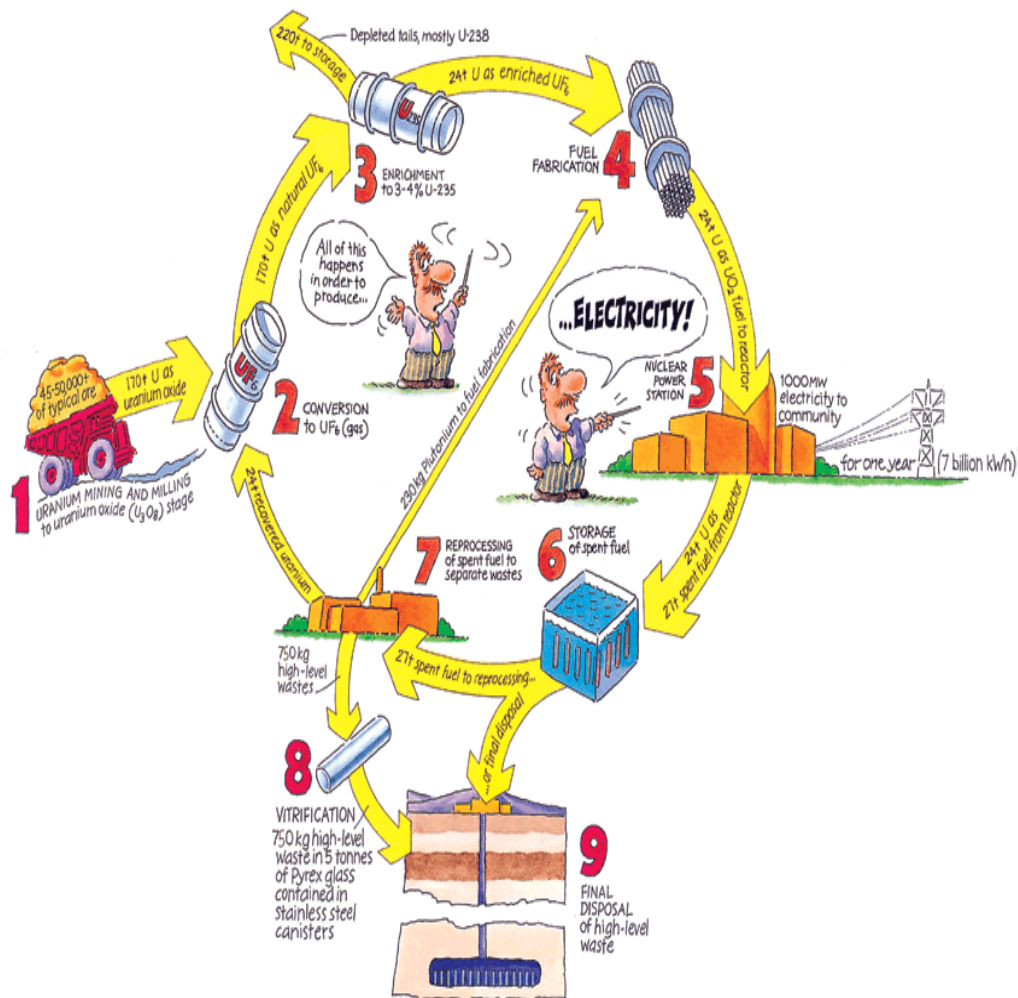 220t to storage
Depleted tails, mostly U-238
24t U as enriched UF₆
U235
3
ENRICHMENT
to 3-4% U-235
FUEL
FABRICATION
4
170t U as natural UF₆
All of this
happens
in order to
produce...
24t U as UO₂ fuel to reactor
...ELECTRICITY!
45-50,000t
of typical ore
170t U as
uranium oxide
UF₆
2
CONVERSION
to UF₆ (gas)
230 kg Plutonium to fuel fabrication
NUCLEAR
POWER
STATION
5
1000MW
electricity to
community
for one year
(7 billion kWh)
1
URANIUM MINING AND MILLING
to uranium oxide (U₃O₈) stage
24t recovered uranium
7
REPROCESSING
of spent fuel to
separate wastes
6
STORAGE
of spent fuel
24t U as
27t spent fuel from reactor
750 kg
high-level
wastes
27t spent fuel to reprocessing...
...or final disposal
8
VITRIFICATION
750 kg high-level
waste in 5 tonnes
of Pyrex glass
contained in
stainless steel
canisters
9
FINAL
DISPOSAL
of high-level
waste